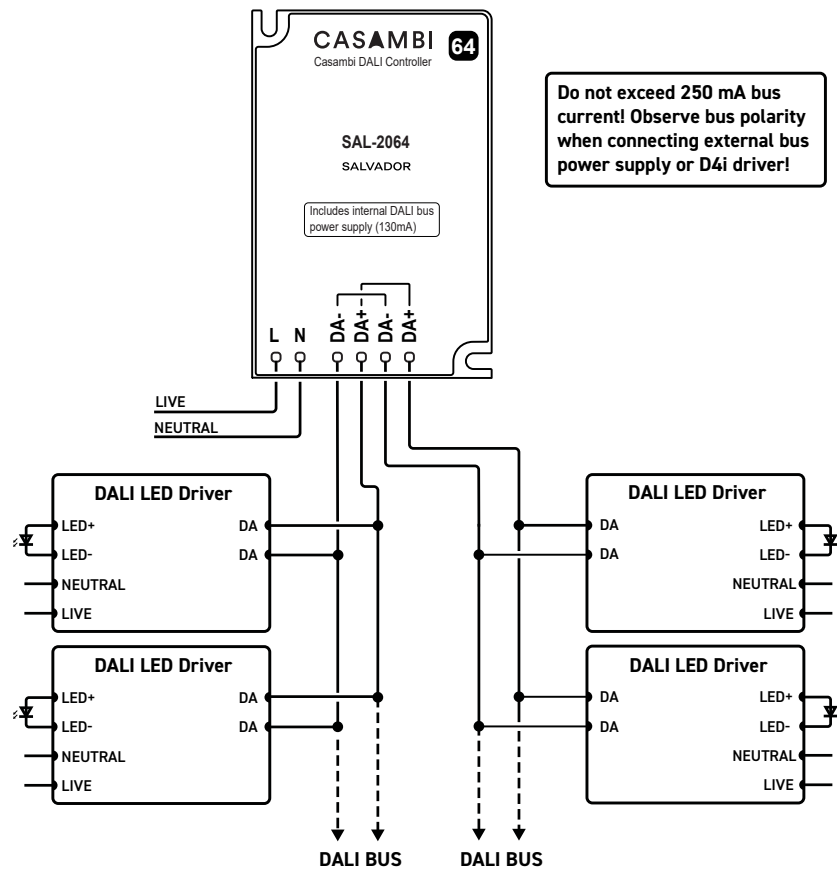 CASAMBI 64
Casambi DALI Controller
Do not exceed 250 mA bus
current! Observe bus polarity
when connecting external bus
power supply or D4i driver!
SAL-2064
SALVADOR
Includes internal DALI bus
power supply (130mA)
L N DA- DA+ DA- DA+
LIVE
NEUTRAL
DALI LED Driver
LED+ DA
LED- DA
NEUTRAL
LIVE
DALI LED Driver
DA LED+
DA LED-
NEUTRAL
LIVE
DALI LED Driver
LED+ DA
LED- DA
NEUTRAL
LIVE
DALI LED Driver
DA LED+
DA LED-
NEUTRAL
LIVE
DALI BUS
DALI BUS